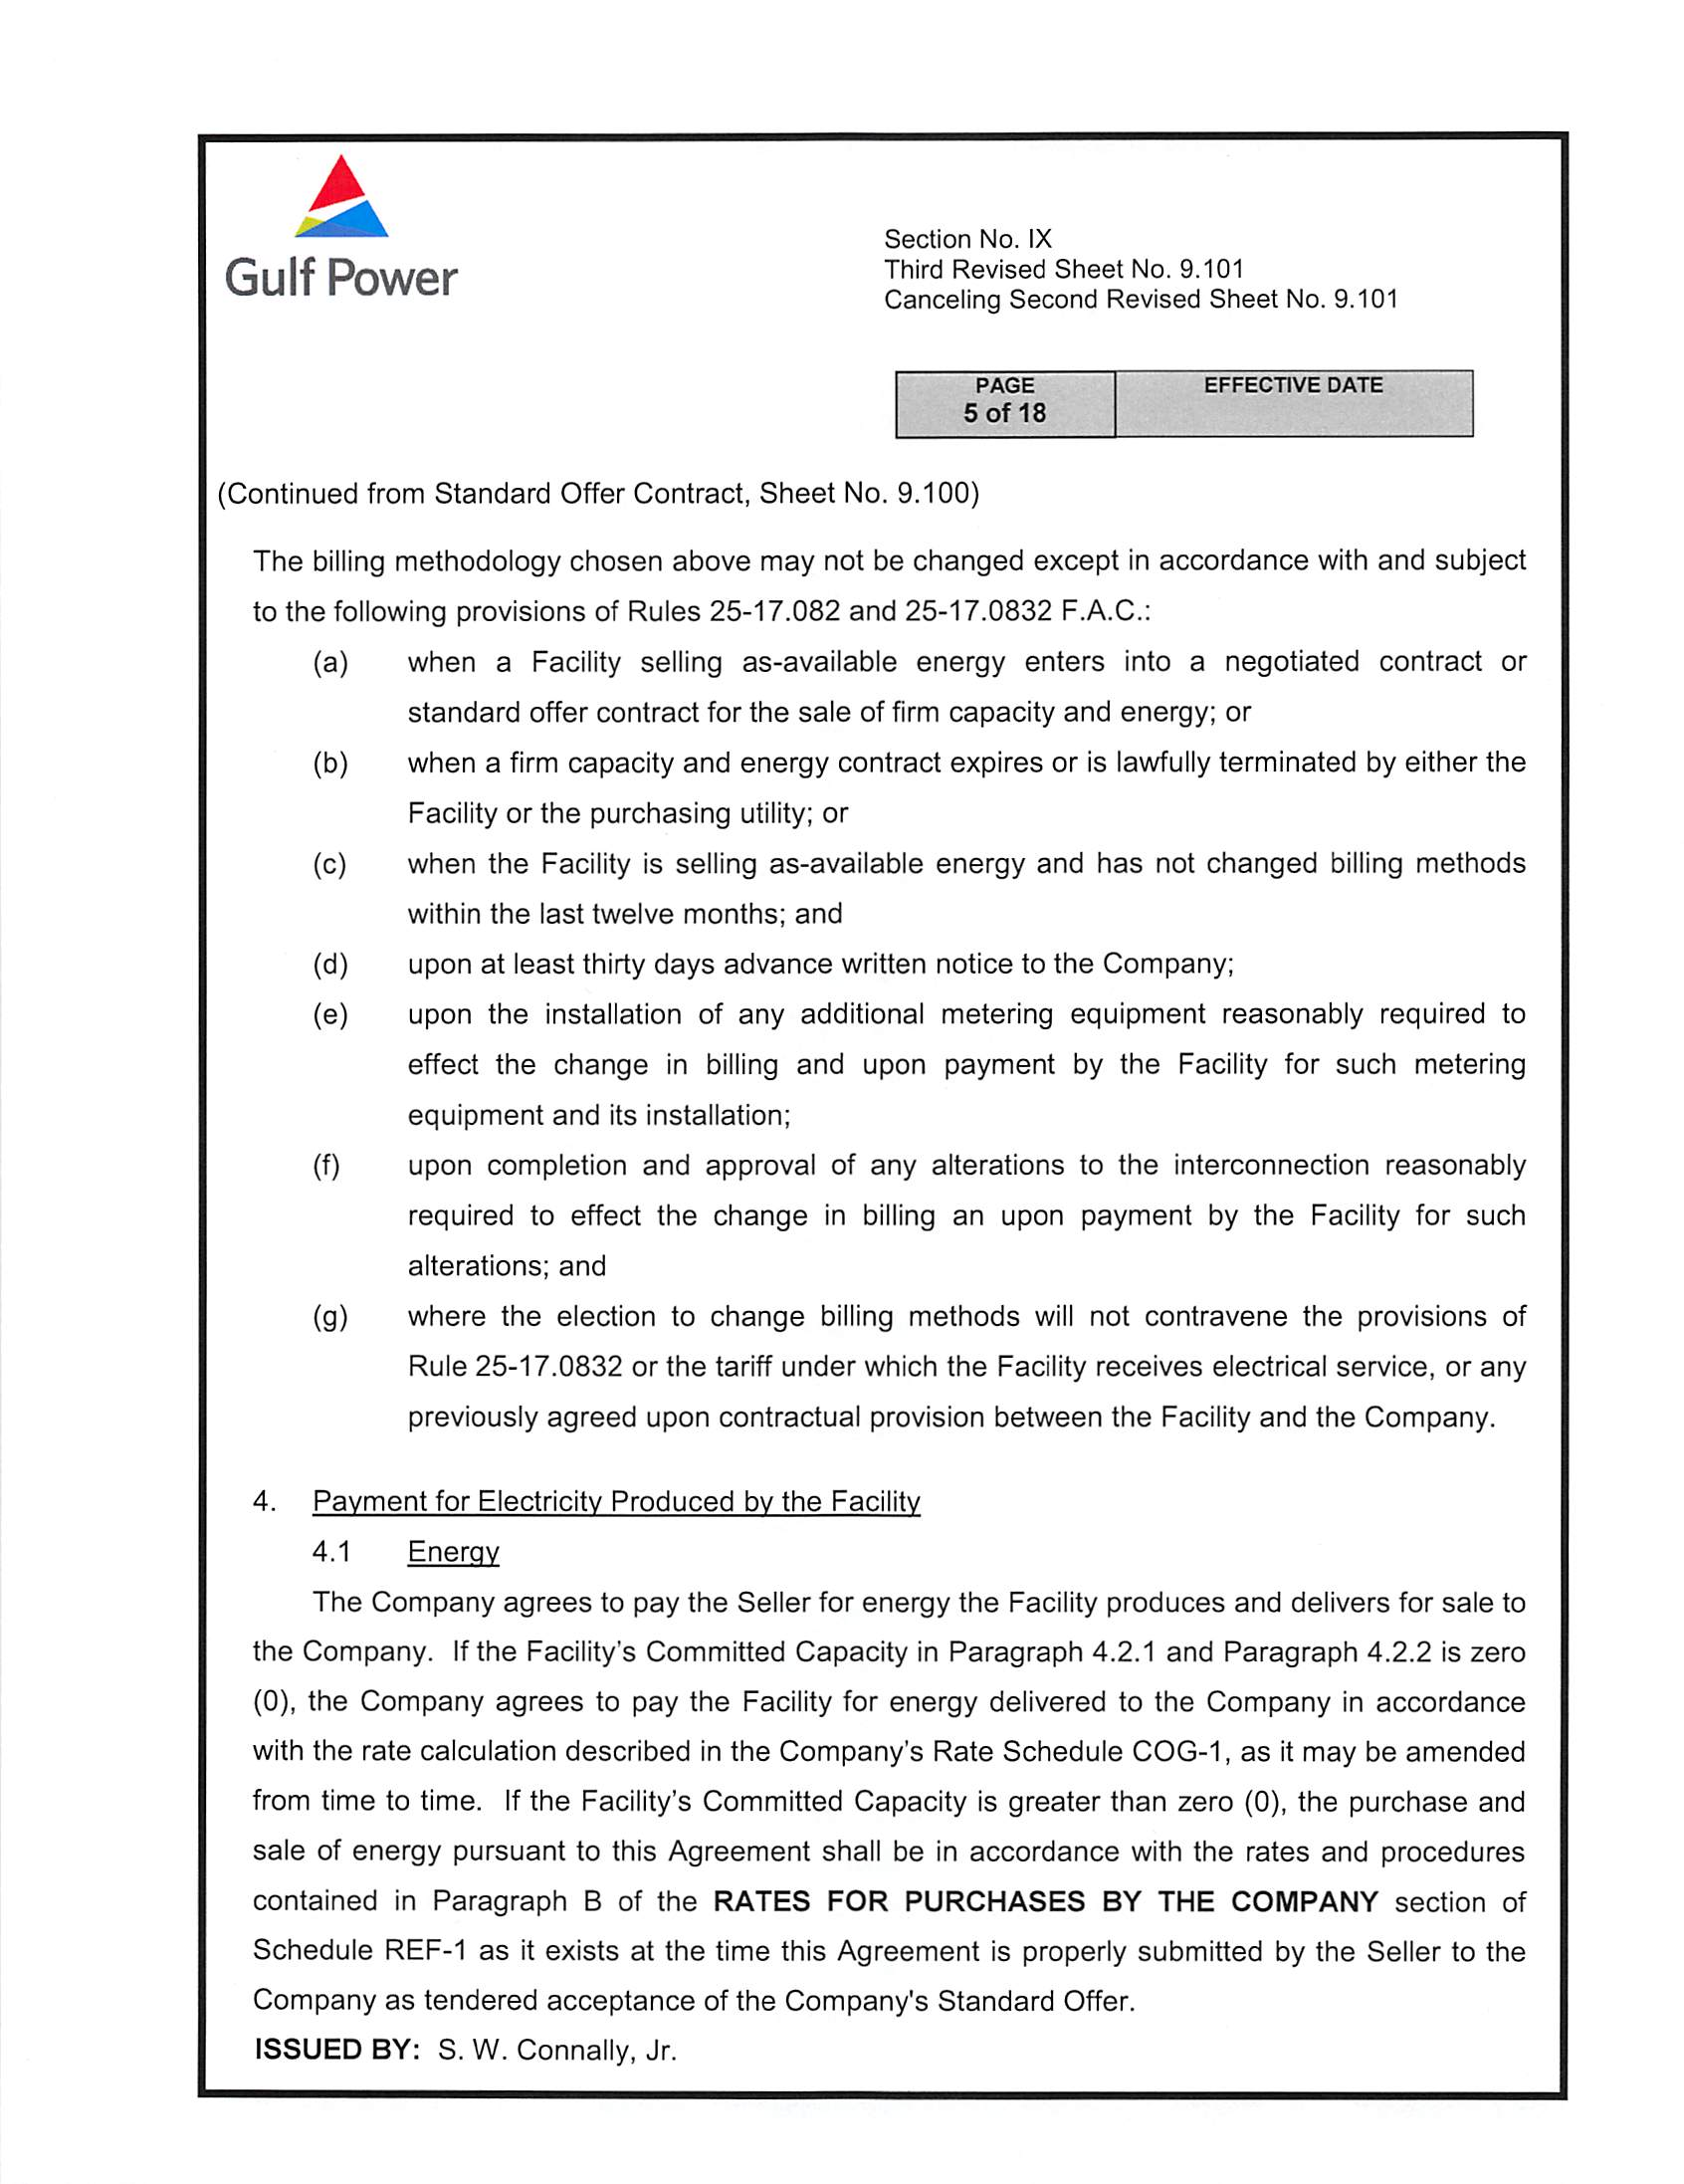 Gulf Power
Section No. IX
Third Revised Sheet No. 9.101
Canceling Second Revised Sheet No. 9.101
PAGE
5 of 18
EFFECTIVE DATE
(Continued from Standard Offer Contract, Sheet No. 9.100)
The billing methodology chosen above may not be changed except in accordance with and subject
to the following provisions of Rules 25-17.082 and 25-17.0832 F.A.C.:
(a) when a Facility selling as-available energy enters into a negotiated contract or
standard offer contract for the sale of firm capacity and energy; or
(b) when a firm capacity and energy contract expires or is lawfully terminated by either the
Facility or the purchasing utility; or
(c) when the Facility is selling as-available energy and has not changed billing methods
within the last twelve months; and
(d) upon at least thirty days advance written notice to the Company;
(e) upon the installation of any additional metering equipment reasonably required to
effect the change in billing and upon payment by the Facility for such metering
equipment and its installation;
(f) upon completion and approval of any alterations to the interconnection reasonably
required to effect the change in billing an upon payment by the Facility for such
alterations; and
(g) where the election to change billing methods will not contravene the provisions of
Rule 25-17.0832 or the tariff under which the Facility receives electrical service, or any
previously agreed upon contractual provision between the Facility and the Company.
4. Payment for Electricity Produced by the Facility
4.1 Energy
The Company agrees to pay the Seller for energy the Facility produces and delivers for sale to
the Company. If the Facility's Committed Capacity in Paragraph 4.2.1 and Paragraph 4.2.2 is zero
(0), the Company agrees to pay the Facility for energy delivered to the Company in accordance
with the rate calculation described in the Company's Rate Schedule COG-1, as it may be amended
from time to time. If the Facility's Committed Capacity is greater than zero (0), the purchase and
sale of energy pursuant to this Agreement shall be in accordance with the rates and procedures
contained in Paragraph B of the RATES FOR PURCHASES BY THE COMPANY section of
Schedule REF-1 as it exists at the time this Agreement is properly submitted by the Seller to the
Company as tendered acceptance of the Company's Standard Offer.
ISSUED BY: S. W. Connally, Jr.